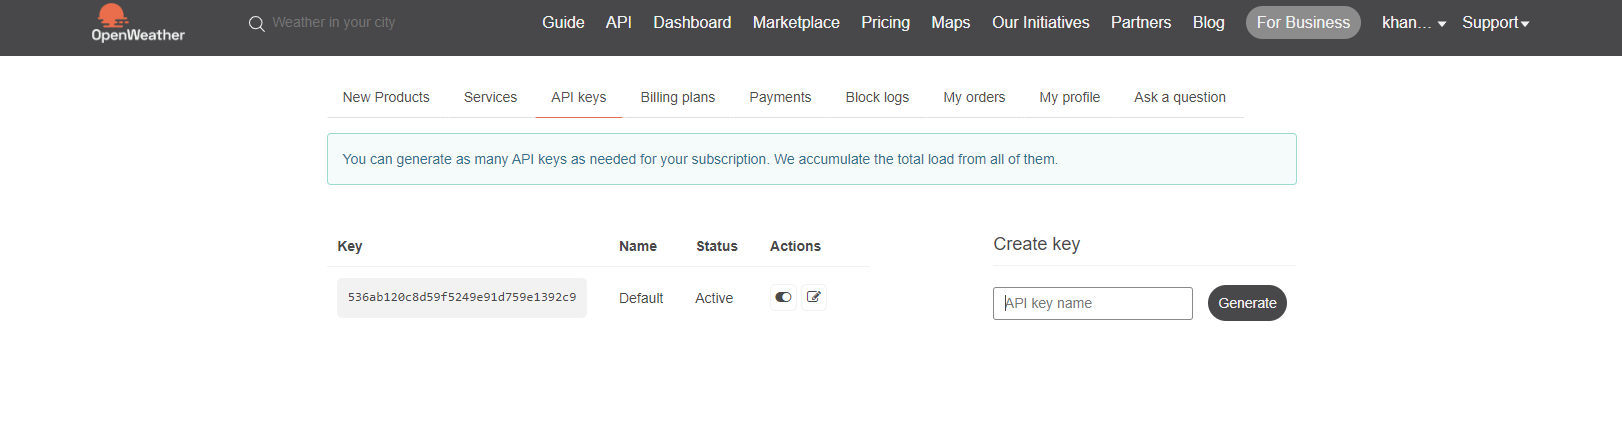 OpenWeather
Weather in your city
Guide API Dashboard Marketplace Pricing Maps Our Initiatives Partners Blog For Business khan... Support
New Products Services API keys Billing plans Payments Block logs My orders My profile Ask a question
You can generate as many API keys as needed for your subscription. We accumulate the total load from all of them.
Key Name Status Actions
536ab120c8d59f5249e91d759e1392c9 Default Active
Create key
API key name Generate